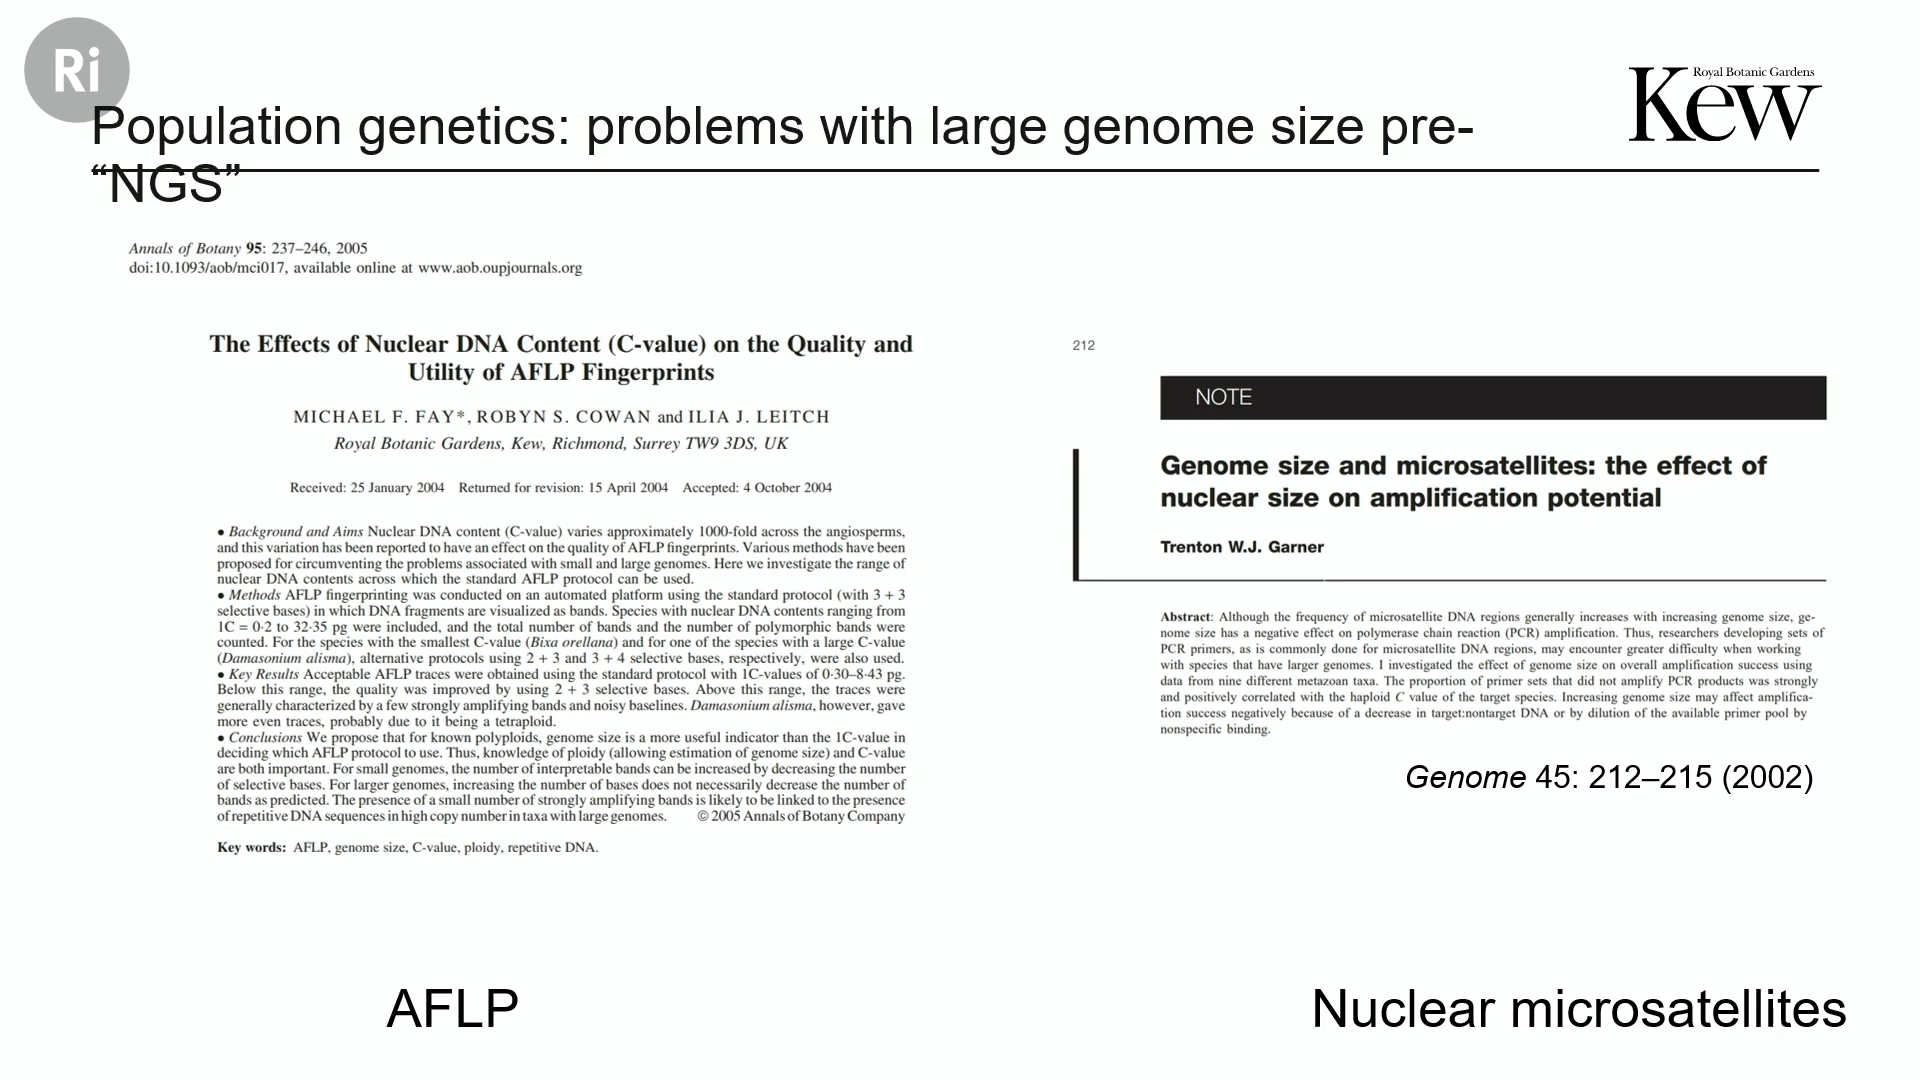 Ri
Royal Botanic Gardens
Kew
Population genetics: problems with large genome size pre-
“NGS”
Annals of Botany 95: 237–246, 2005
doi:10.1093/aob/mci017, available online at www.aob.oupjournals.org
The Effects of Nuclear DNA Content (C-value) on the Quality and
Utility of AFLP Fingerprints
MICHAEL F. FAY*, ROBYN S. COWAN and ILIA J. LEITCH
Royal Botanic Gardens, Kew, Richmond, Surrey TW9 3DS, UK
Received: 25 January 2004 Returned for revision: 15 April 2004 Accepted: 4 October 2004
• Background and Aims Nuclear DNA content (C-value) varies approximately 1000-fold across the angiosperms,
and this variation has been reported to have an effect on the quality of AFLP fingerprints. Various methods have been
proposed for circumventing the problems associated with small and large genomes. Here we investigate the range of
nuclear DNA contents across which the standard AFLP protocol can be used.
• Methods AFLP fingerprinting was conducted on an automated platform using the standard protocol (with 3 + 3
selective bases) in which DNA fragments are visualized as bands. Species with nuclear DNA contents ranging from
1C = 0·2 to 32·35 pg were included, and the total number of bands and the number of polymorphic bands were
counted. For the species with the smallest C-value (Bixa orellana) and for one of the species with a large C-value
(Damasonium alisma), alternative protocols using 2 + 3 and 3 + 4 selective bases, respectively, were also used.
• Key Results Acceptable AFLP traces were obtained using the standard protocol with 1C-values of 0·30–8·43 pg.
Below this range, the quality was improved by using 2 + 3 selective bases. Above this range, the traces were
generally characterized by a few strongly amplifying bands and noisy baselines. Damasonium alisma, however, gave
more even traces, probably due to it being a tetraploid.
• Conclusions We propose that for known polyploids, genome size is a more useful indicator than the 1C-value in
deciding which AFLP protocol to use. Thus, knowledge of ploidy (allowing estimation of genome size) and C-value
are both important. For small genomes, the number of interpretable bands can be increased by decreasing the number
of selective bases. For larger genomes, increasing the number of bases does not necessarily decrease the number of
bands as predicted. The presence of a small number of strongly amplifying bands is likely to be linked to the presence
of repetitive DNA sequences in high copy number in taxa with large genomes. © 2005 Annals of Botany Company
Key words: AFLP, genome size, C-value, ploidy, repetitive DNA.
AFLP
212
NOTE
Genome size and microsatellites: the effect of
nuclear size on amplification potential
Trenton W.J. Garner
Abstract: Although the frequency of microsatellite DNA regions generally increases with increasing genome size, ge-
nome size has a negative effect on polymerase chain reaction (PCR) amplification. Thus, researchers developing sets of
PCR primers, as is commonly done for microsatellite DNA regions, may encounter greater difficulty when working
with species that have larger genomes. I investigated the effect of genome size on overall amplification success using
data from nine different metazoan taxa. The proportion of primer sets that did not amplify PCR products was strongly
and positively correlated with the haploid C value of the target species. Increasing genome size may affect amplifica-
tion success negatively because of a decrease in target:nontarget DNA or by dilution of the available primer pool by
nonspecific binding.
Genome 45: 212–215 (2002)
Nuclear microsatellites